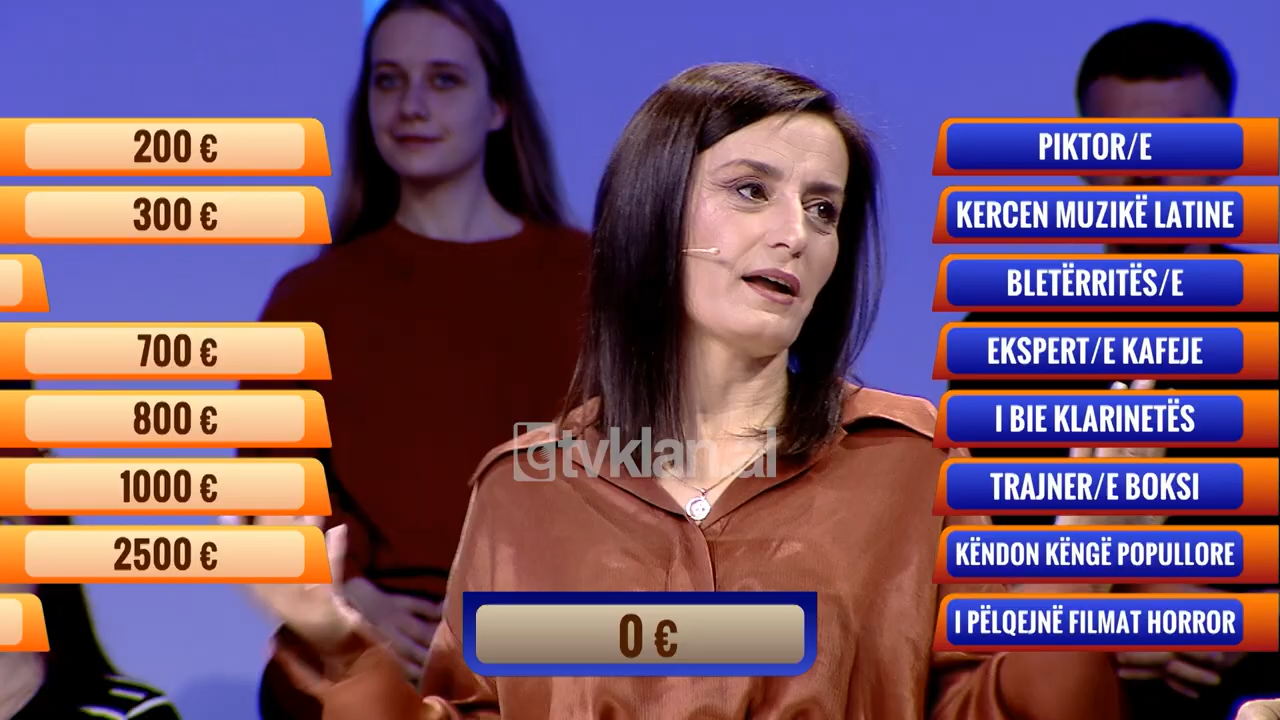 200 €
300 €
700 €
800 €
1000 €
2500 €
PIKTOR/E
KERCEN MUZIKË LATINE
BLETËRRITËS/E
EKSPERT/E KAFEJE
I BIE KLARINETËS
TRAJNER/E BOKSI
KËNDON KËNGË POPULLORE
I PËLQEJNË FILMAT HORROR
tvklan.al
0 €